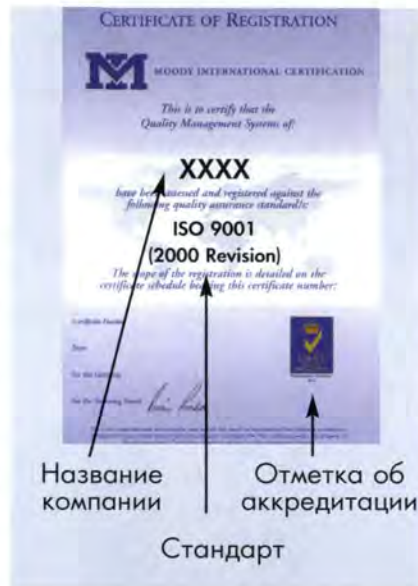 CERTIFICATE OF REGISTRATION
MOODY INTERNATIONAL CERTIFICATION
This is to certify that the
Quality Management Systems of:
XXXX
have been assessed and registered against the
following quality assurance standard/s:
ISO 9001
(2000 Revision)
The scope of the registration is detailed on the
certificate schedule bearing this certificate number:
Certificate Number
Название
компании
Отметка об
аккредитации
Стандарт